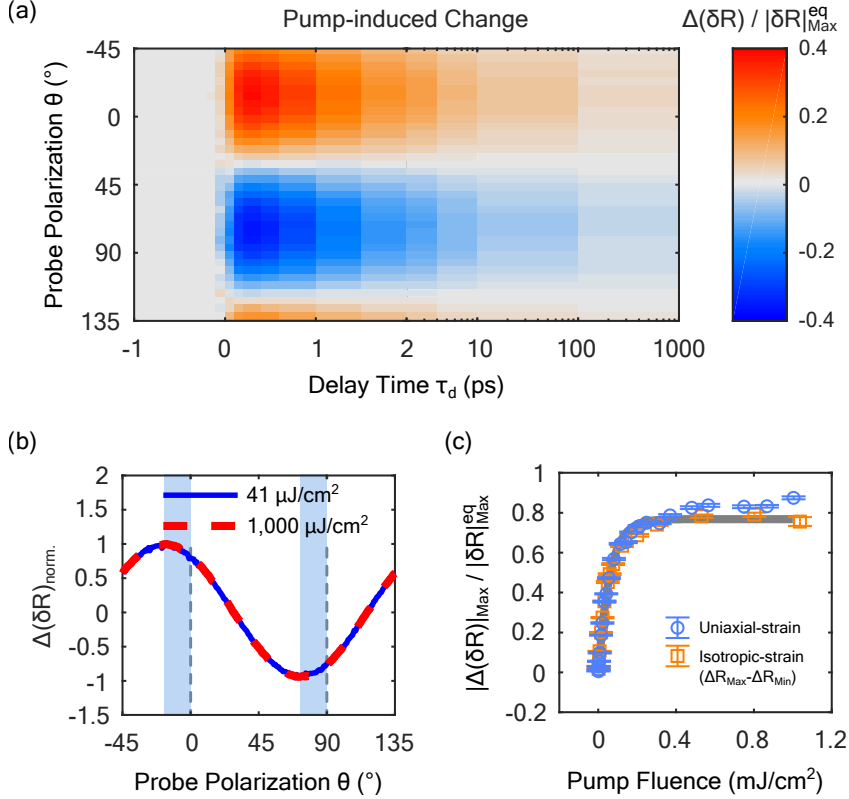 (a)
Pump-induced Change
Δ(δR) / |δR|^eq_Max
Probe Polarization θ (°)
-45
0
45
90
135
-1
0
1
2
10
100
1000
Delay Time τ_d (ps)
0.4
0.2
0
-0.2
-0.4
(b)
Δ(δR)_norm.
2
1.5
1
0.5
0
-0.5
-1
-1.5
41 μJ/cm²
1,000 μJ/cm²
-45
0
45
90
135
Probe Polarization θ (°)
(c)
|Δ(δR)|_Max / |δR|^eq_Max
1
0.8
0.6
0.4
0.2
0
-0.2
Uniaxial-strain
Isotropic-strain
(ΔR_Max-ΔR_Min)
0
0.4
0.8
1.2
Pump Fluence (mJ/cm²)